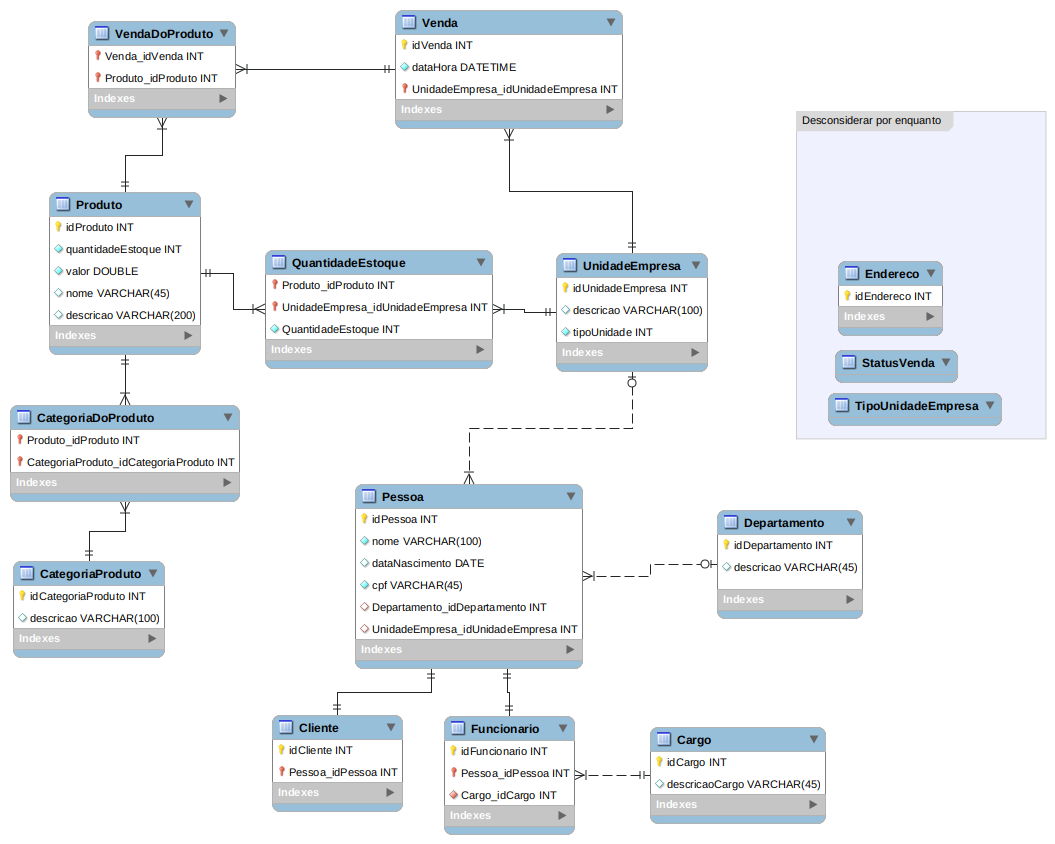 VendaDoProduto
Venda_idVenda INT
Produto_idProduto INT
Indexes
Venda
idVenda INT
dataHora DATETIME
UnidadeEmpresa_idUnidadeEmpresa INT
Indexes
Desconsiderar por enquanto
Produto
idProduto INT
quantidadeEstoque INT
valor DOUBLE
nome VARCHAR(45)
descricao VARCHAR(200)
Indexes
QuantidadeEstoque
Produto_idProduto INT
UnidadeEmpresa_idUnidadeEmpresa INT
QuantidadeEstoque INT
Indexes
UnidadeEmpresa
idUnidadeEmpresa INT
descricao VARCHAR(100)
tipoUnidade INT
Indexes
Endereco
idEndereco INT
Indexes
StatusVenda
TipoUnidadeEmpresa
CategoriaDoProduto
Produto_idProduto INT
CategoriaProduto_idCategoriaProduto INT
Indexes
CategoriaProduto
idCategoriaProduto INT
descricao VARCHAR(100)
Indexes
Pessoa
idPessoa INT
nome VARCHAR(100)
dataNascimento DATE
cpf VARCHAR(45)
Departamento_idDepartamento INT
UnidadeEmpresa_idUnidadeEmpresa INT
Indexes
Departamento
idDepartamento INT
descricao VARCHAR(45)
Indexes
Cliente
idCliente INT
Pessoa_idPessoa INT
Indexes
Funcionario
idFuncionario INT
Pessoa_idPessoa INT
Cargo_idCargo INT
Indexes
Cargo
idCargo INT
descricaoCargo VARCHAR(45)
Indexes